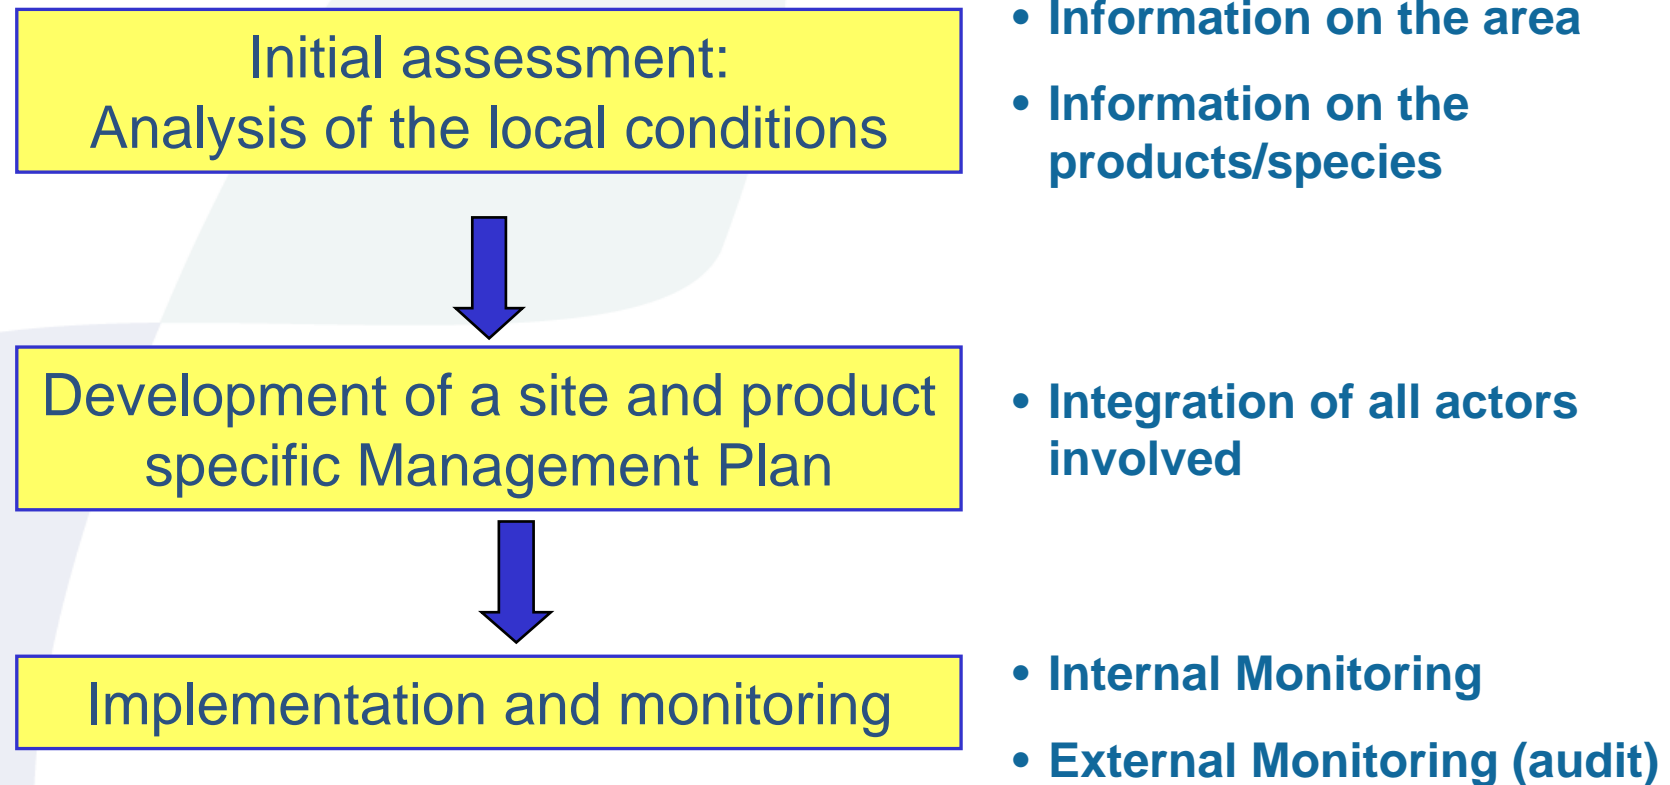 Initial assessment:
Analysis of the local conditions
• Information on the area
• Information on the
products/species
Development of a site and product
specific Management Plan
• Integration of all actors
involved
Implementation and monitoring
• Internal Monitoring
• External Monitoring (audit)